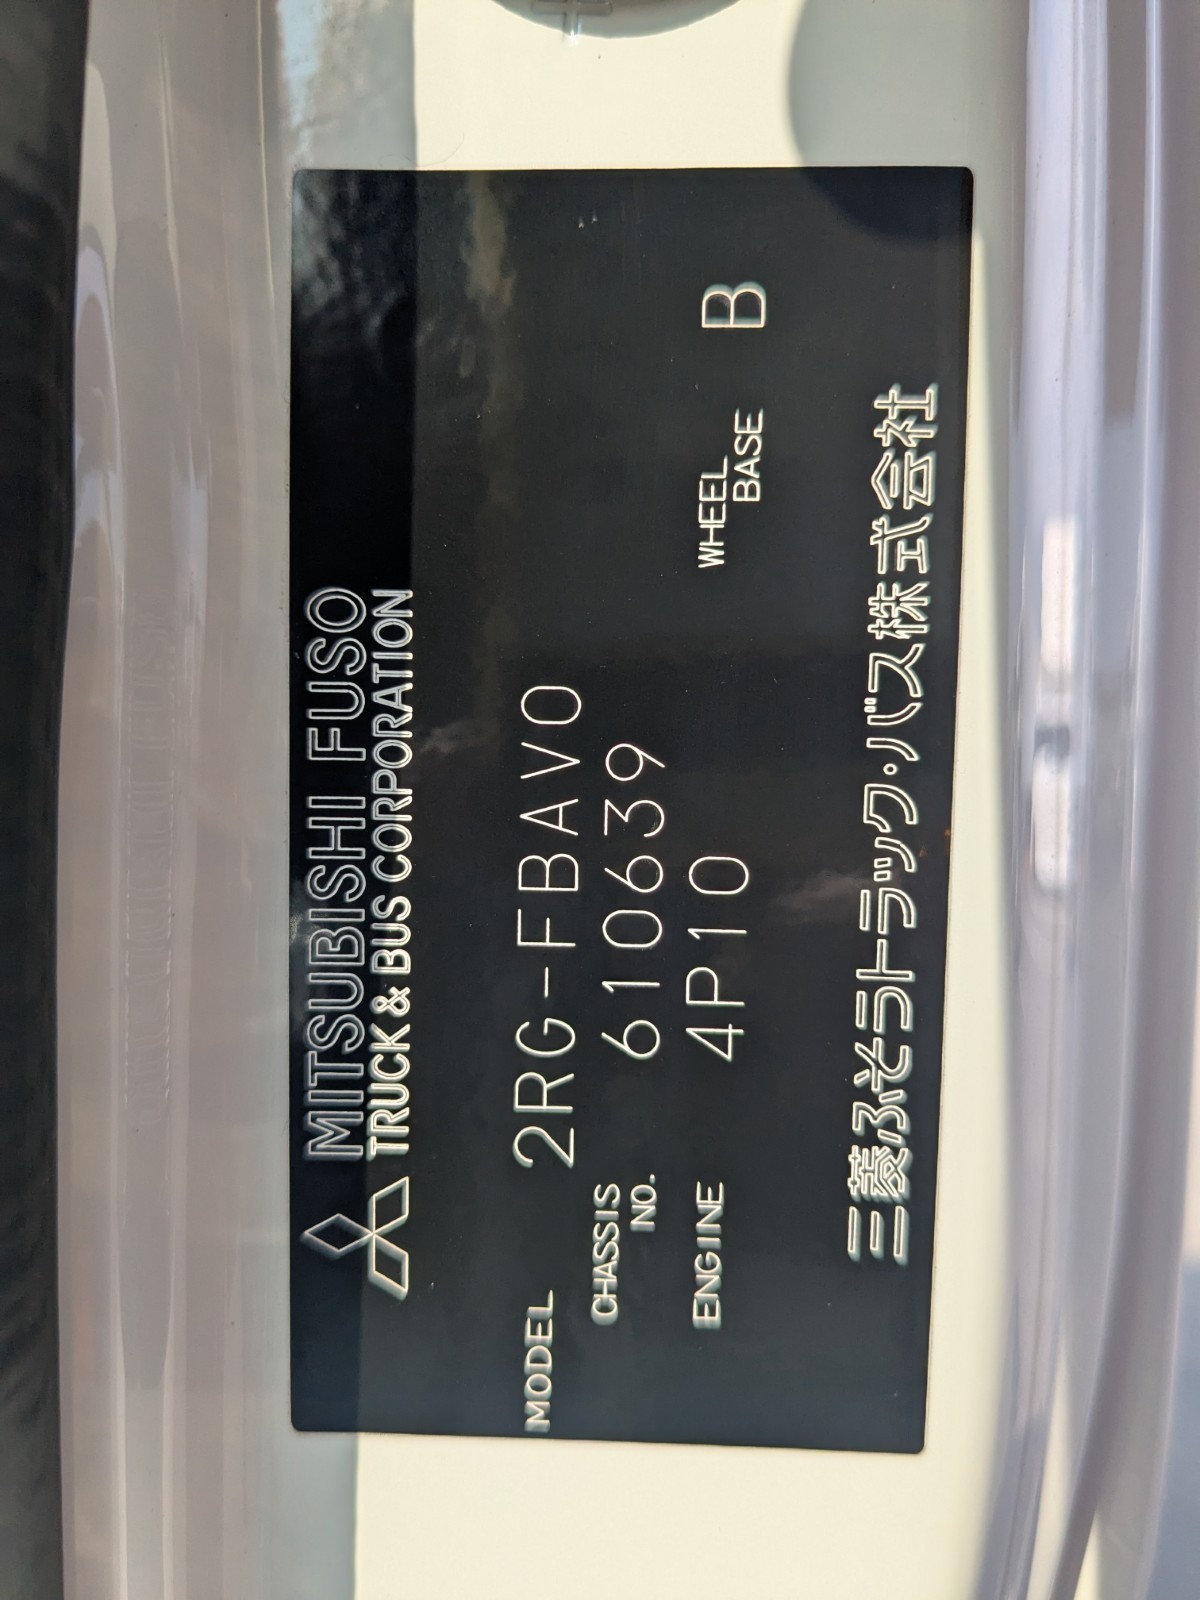 MITSUBISHI FUSO
TRUCK & BUS CORPORATION
MODEL 2RG-FBAV0
CHASSIS NO. 610639
ENGINE 4P10
WHEEL BASE B
三菱ふそうトラック・バス株式会社